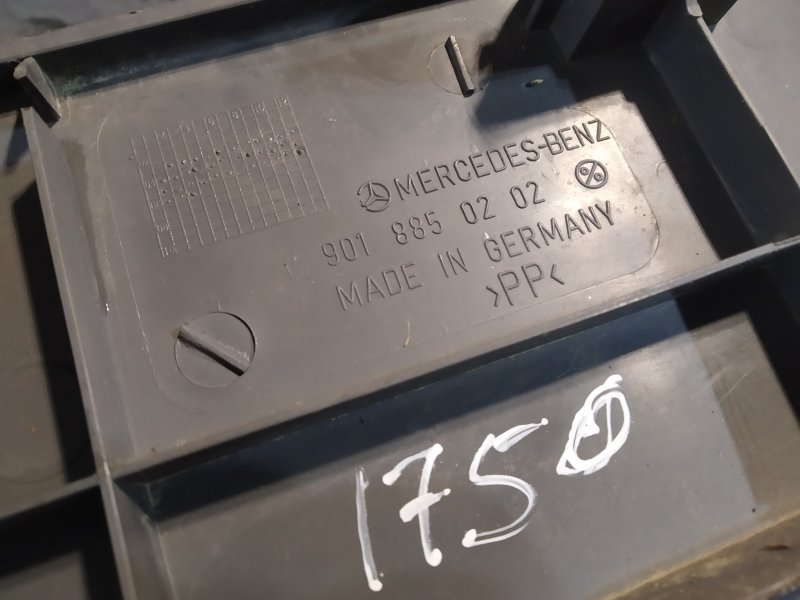 MERCEDES-BENZ
901 885 02 02
MADE IN GERMANY
>PP<
1750